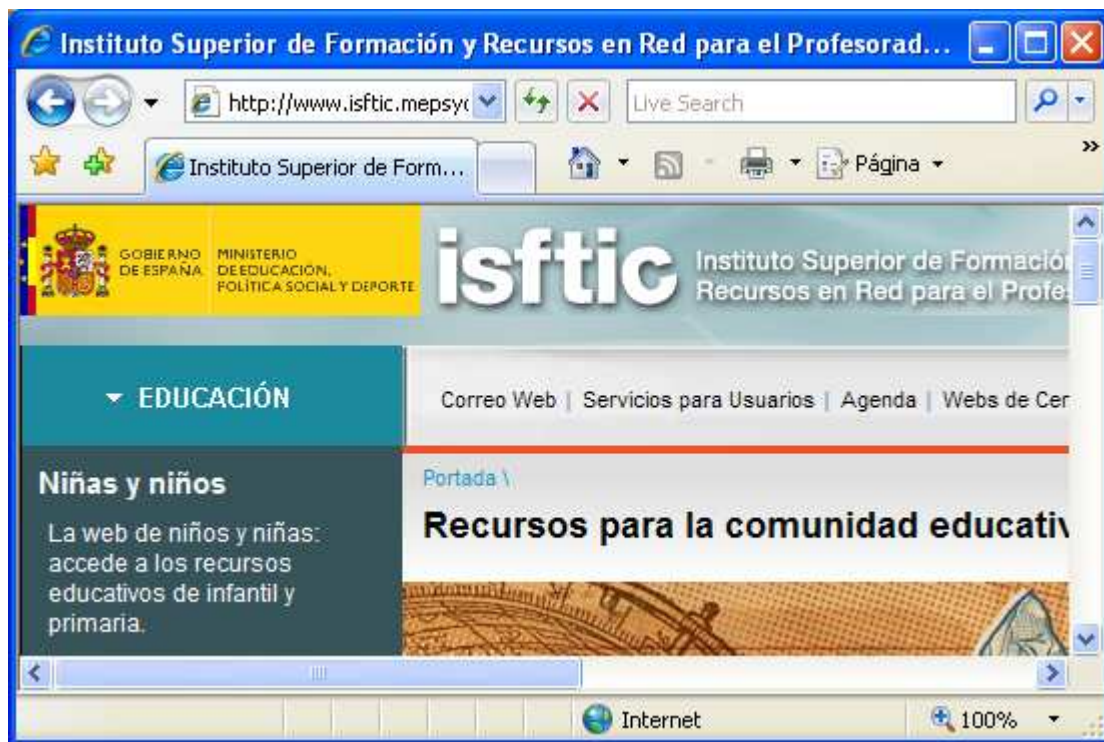 Instituto Superior de Formación y Recursos en Red para el Profesorad...
http://www.isftic.mepsy
Live Search
Instituto Superior de Form...
Página
GOBIERNO
DE ESPAÑA
MINISTERIO
DE EDUCACIÓN,
POLÍTICA SOCIAL Y DEPORTE
isftic
Instituto Superior de Formación
Recursos en Red para el Profes
EDUCACIÓN
Correo Web | Servicios para Usuarios | Agenda | Webs de Cer
Niñas y niños
La web de niños y niñas:
accede a los recursos
educativos de infantil y
primaria.
Portada \
Recursos para la comunidad educativ
Internet
100%